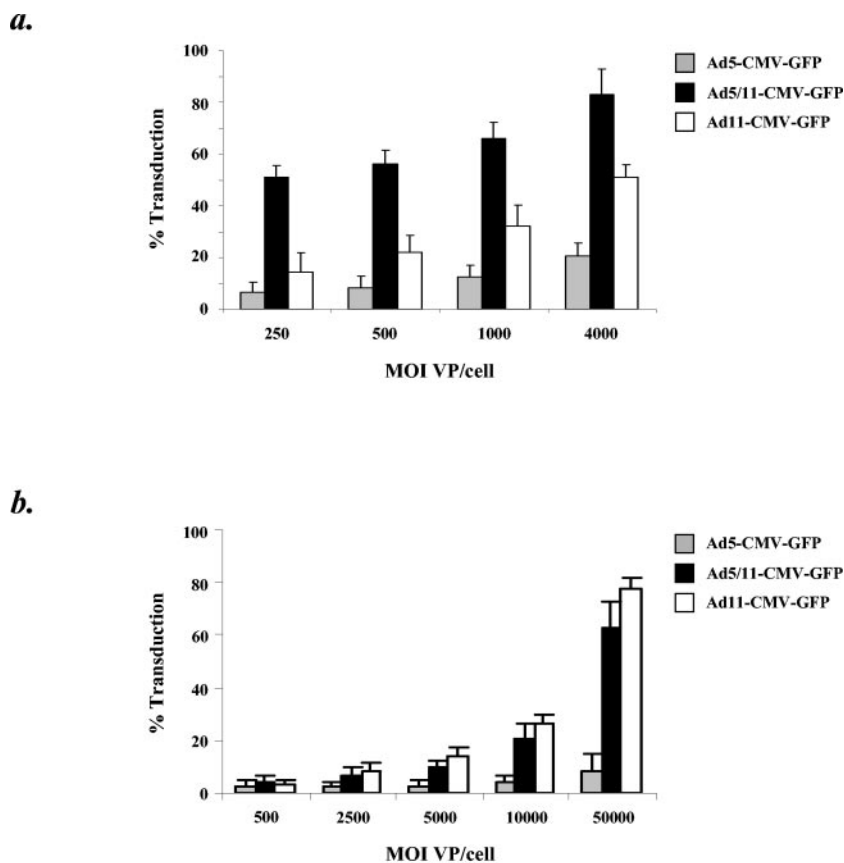 a.
100
80
60
40
20
0
% Transduction
250 500 1000 4000
MOI VP/cell
Ad5-CMV-GFP
Ad5/11-CMV-GFP
Ad11-CMV-GFP
b.
100
80
60
40
20
0
% Transduction
500 2500 5000 10000 50000
MOI VP/cell
Ad5-CMV-GFP
Ad5/11-CMV-GFP
Ad11-CMV-GFP